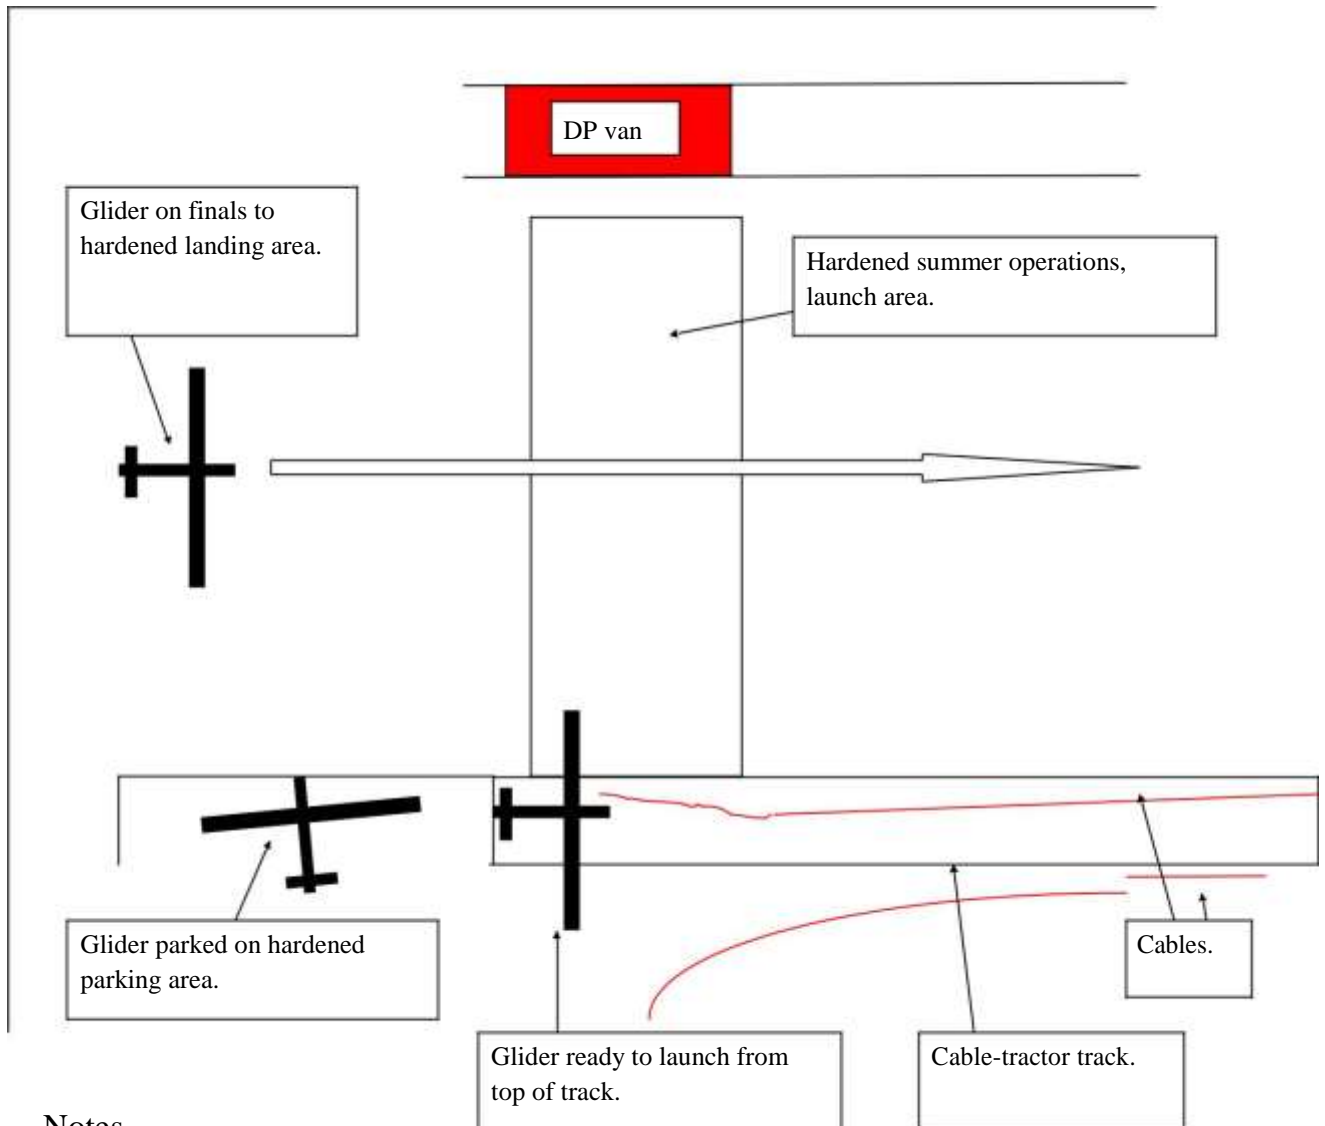 DP van
Glider on finals to
hardened landing area.
Hardened summer operations,
launch area.
Glider parked on hardened
parking area.
Cables.
Glider ready to launch from
top of track.
Cable-tractor track.
Notes